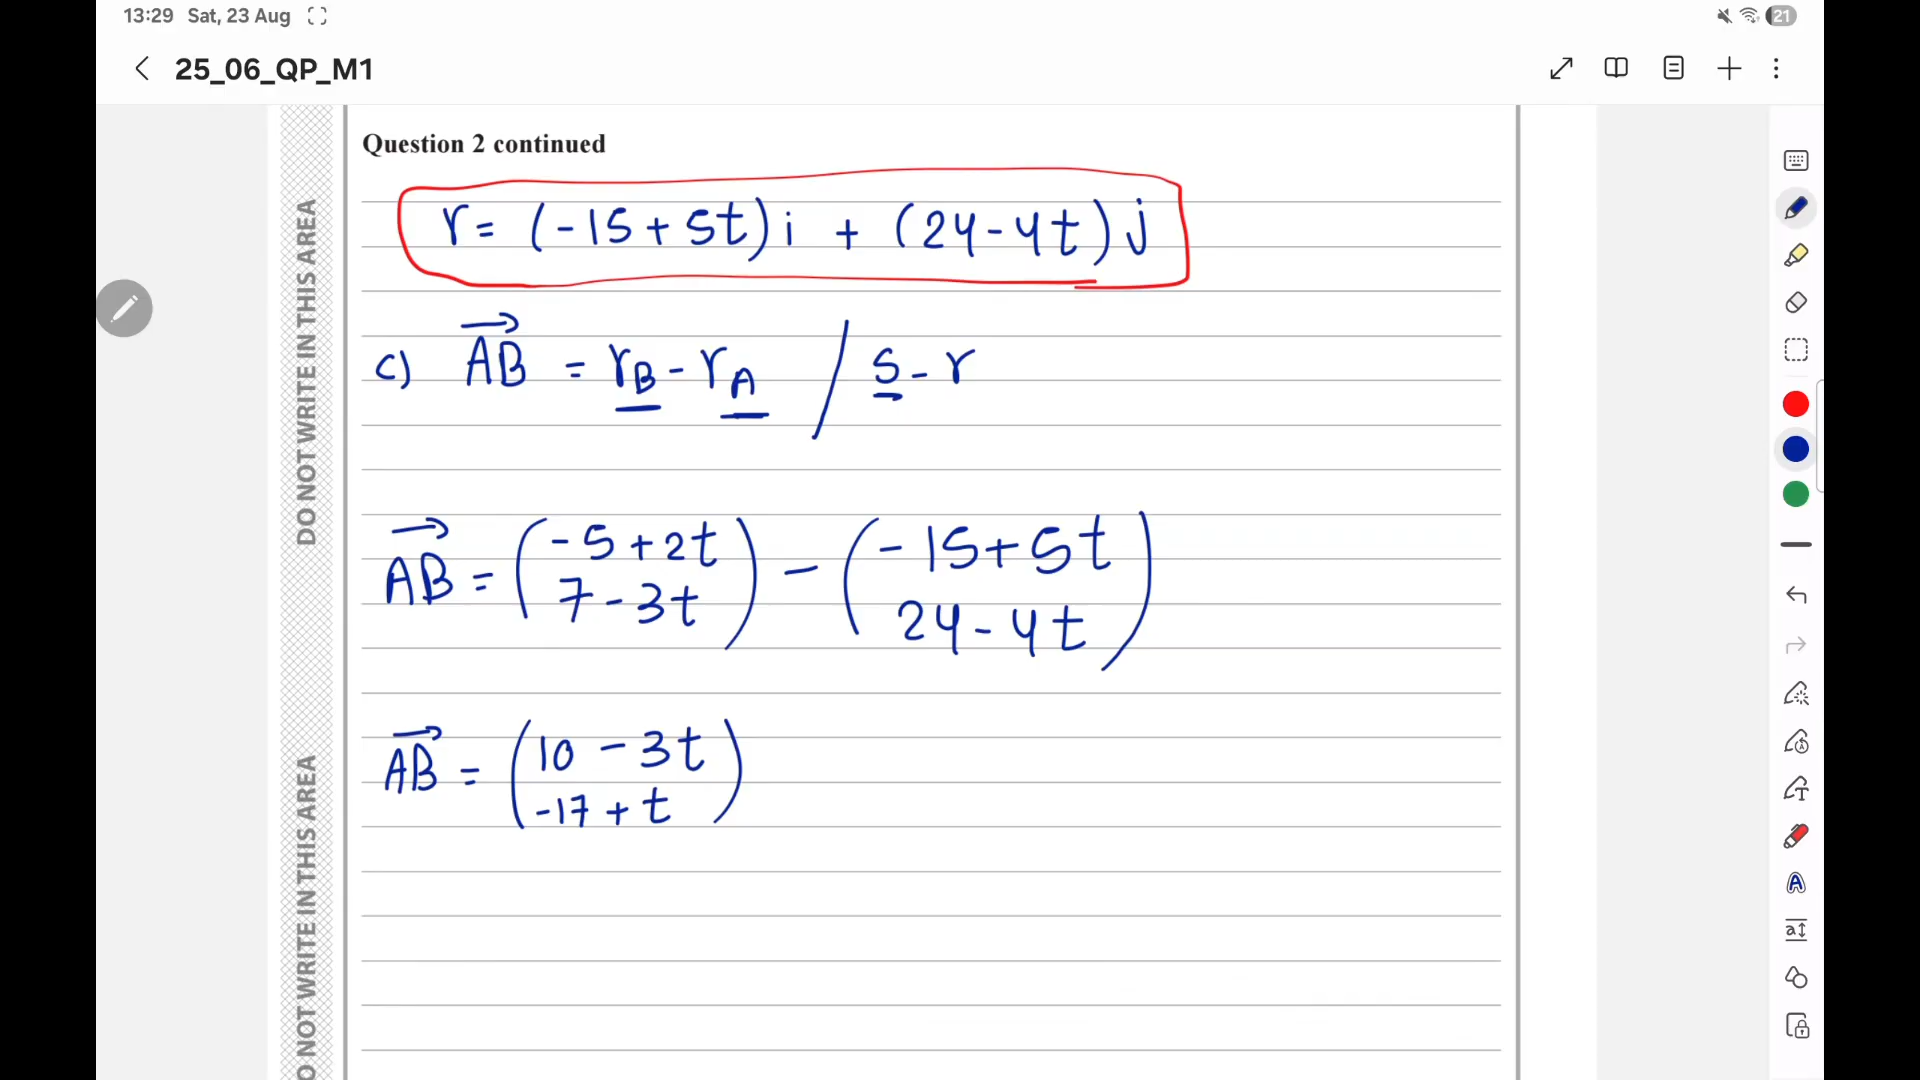 13:29 Sat, 23 Aug
21
25_06_QP_M1
Question 2 continued
r = (-15 + 5t) i + (24 - 4t) j
c) AB = rB - rA / s - r
AB = (-5 + 2t) - (-15 + 5t)
7 - 3t 24 - 4t
AB = (10 - 3t)
-17 + t
DO NOT WRITE IN THIS AREA
O NOT WRITE IN THIS AREA